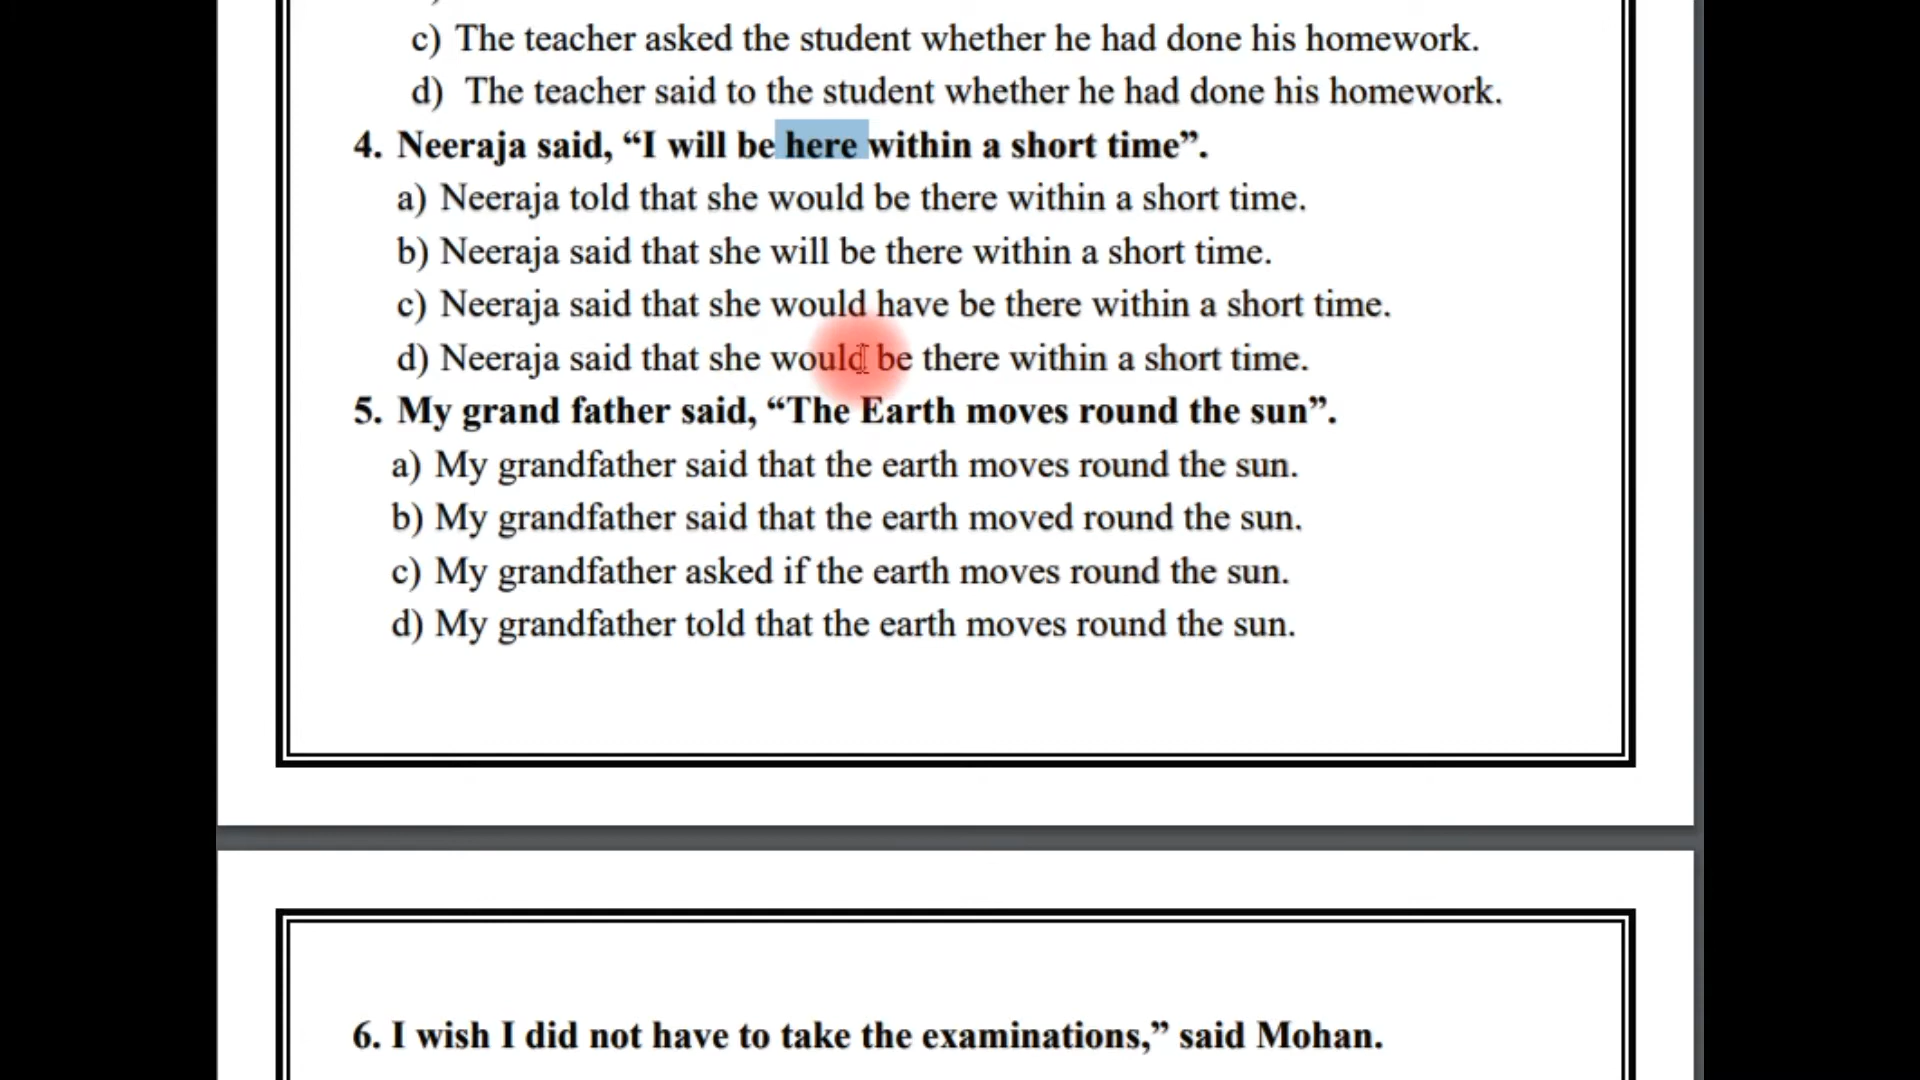 c) The teacher asked the student whether he had done his homework.
d) The teacher said to the student whether he had done his homework.
4. Neeraja said, “I will be here within a short time”.
a) Neeraja told that she would be there within a short time.
b) Neeraja said that she will be there within a short time.
c) Neeraja said that she would have be there within a short time.
d) Neeraja said that she would be there within a short time.
5. My grand father said, “The Earth moves round the sun”.
a) My grandfather said that the earth moves round the sun.
b) My grandfather said that the earth moved round the sun.
c) My grandfather asked if the earth moves round the sun.
d) My grandfather told that the earth moves round the sun.
6. I wish I did not have to take the examinations,” said Mohan.